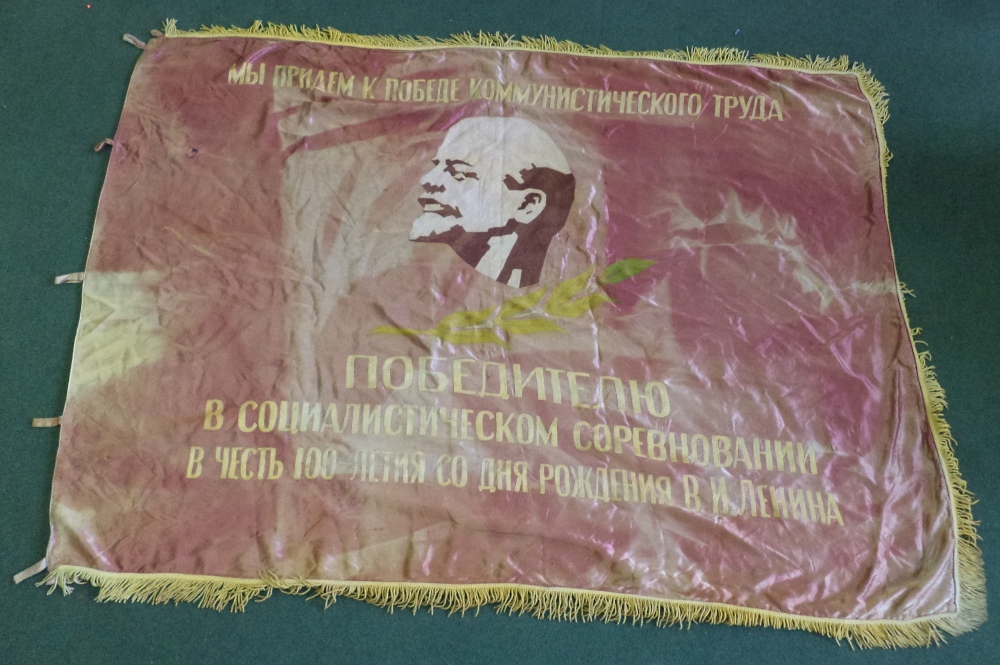 МЫ ПРИДЕМ К ПОБЕДЕ КОММУНИСТИЧЕСКОГО ТРУДА
ПОБЕДИТЕЛЮ
В СОЦИАЛИСТИЧЕСКОМ СОРЕВНОВАНИИ
В ЧЕСТЬ 100-ЛЕТИЯ СО ДНЯ РОЖДЕНИЯ В.И.ЛЕНИНА